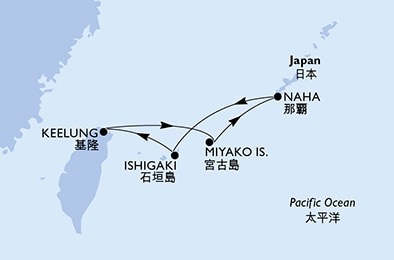 Japan
日本
NAHA
那覇
KEELUNG
基隆
MIYAKO IS.
宮古島
ISHIGAKI
石垣島
Pacific Ocean
太平洋